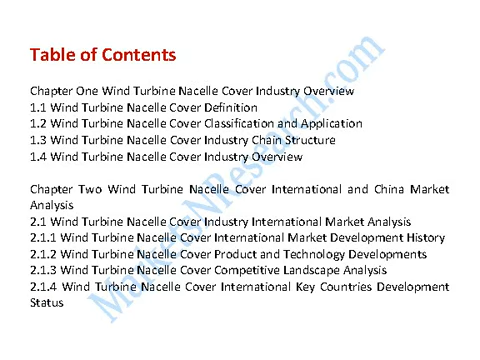 Table of Contents
Chapter One Wind Turbine Nacelle Cover Industry Overview
1.1 Wind Turbine Nacelle Cover Definition
1.2 Wind Turbine Nacelle Cover Classification and Application
1.3 Wind Turbine Nacelle Cover Industry Chain Structure
1.4 Wind Turbine Nacelle Cover Industry Overview
Chapter Two Wind Turbine Nacelle Cover International and China Market
Analysis
2.1 Wind Turbine Nacelle Cover Industry International Market Analysis
2.1.1 Wind Turbine Nacelle Cover International Market Development History
2.1.2 Wind Turbine Nacelle Cover Product and Technology Developments
2.1.3 Wind Turbine Nacelle Cover Competitive Landscape Analysis
2.1.4 Wind Turbine Nacelle Cover International Key Countries Development
Status
MarketsNResearch.com